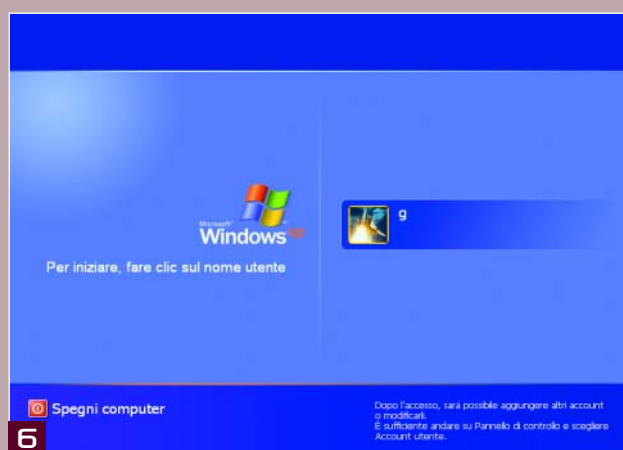 Microsoft®
Windows xp
Per iniziare, fare clic sul nome utente
g
Spegni computer
Dopo l'accesso, sarà possibile aggiungere altri account
o modificarli.
È sufficiente andare su Pannello di controllo e scegliere
Account utente.
6